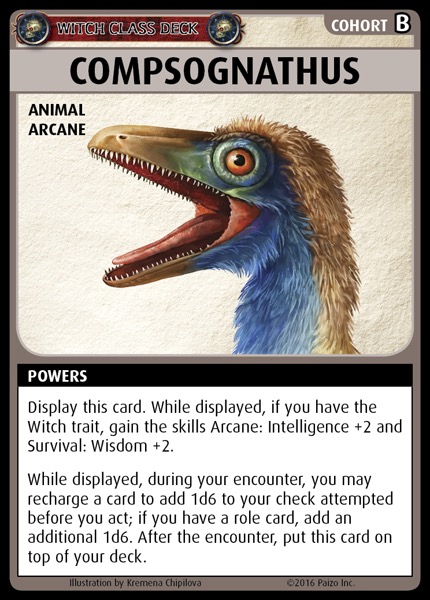 WITCH CLASS DECK
COHORT B
COMPSOGNATHUS
ANIMAL
ARCANE
POWERS
Display this card. While displayed, if you have the
Witch trait, gain the skills Arcane: Intelligence +2 and
Survival: Wisdom +2.
While displayed, during your encounter, you may
recharge a card to add 1d6 to your check attempted
before you act; if you have a role card, add an
additional 1d6. After the encounter, put this card on
top of your deck.
Illustration by Kremena Chipilova ©2016 Paizo Inc.